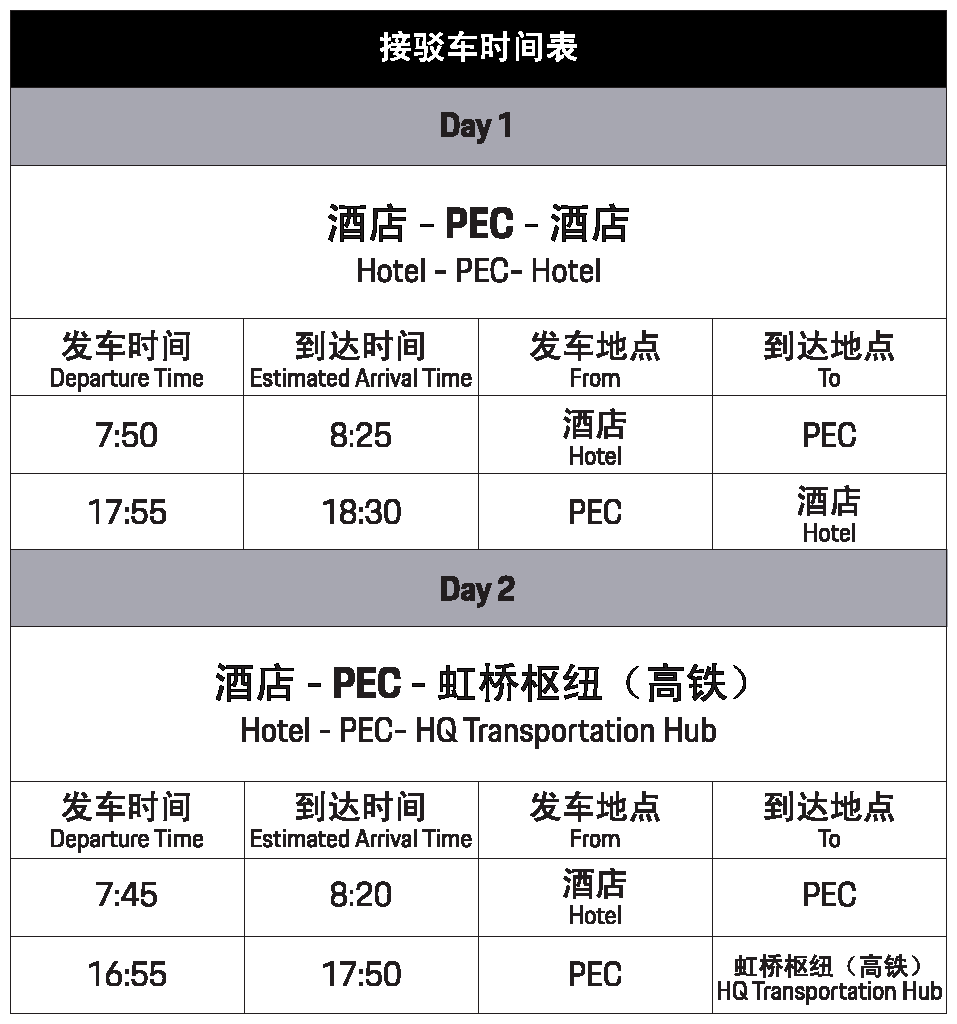 接驳车时间表
Day 1
酒店 - PEC - 酒店
Hotel - PEC- Hotel
发车时间 到达时间 发车地点 到达地点
Departure Time Estimated Arrival Time From To
7:50 8:25 酒店 PEC
Hotel
17:55 18:30 PEC 酒店
Hotel
Day 2
酒店 - PEC - 虹桥枢纽（高铁）
Hotel - PEC- HQ Transportation Hub
发车时间 到达时间 发车地点 到达地点
Departure Time Estimated Arrival Time From To
7:45 8:20 酒店 PEC
Hotel
16:55 17:50 PEC 虹桥枢纽（高铁）
HQ Transportation Hub